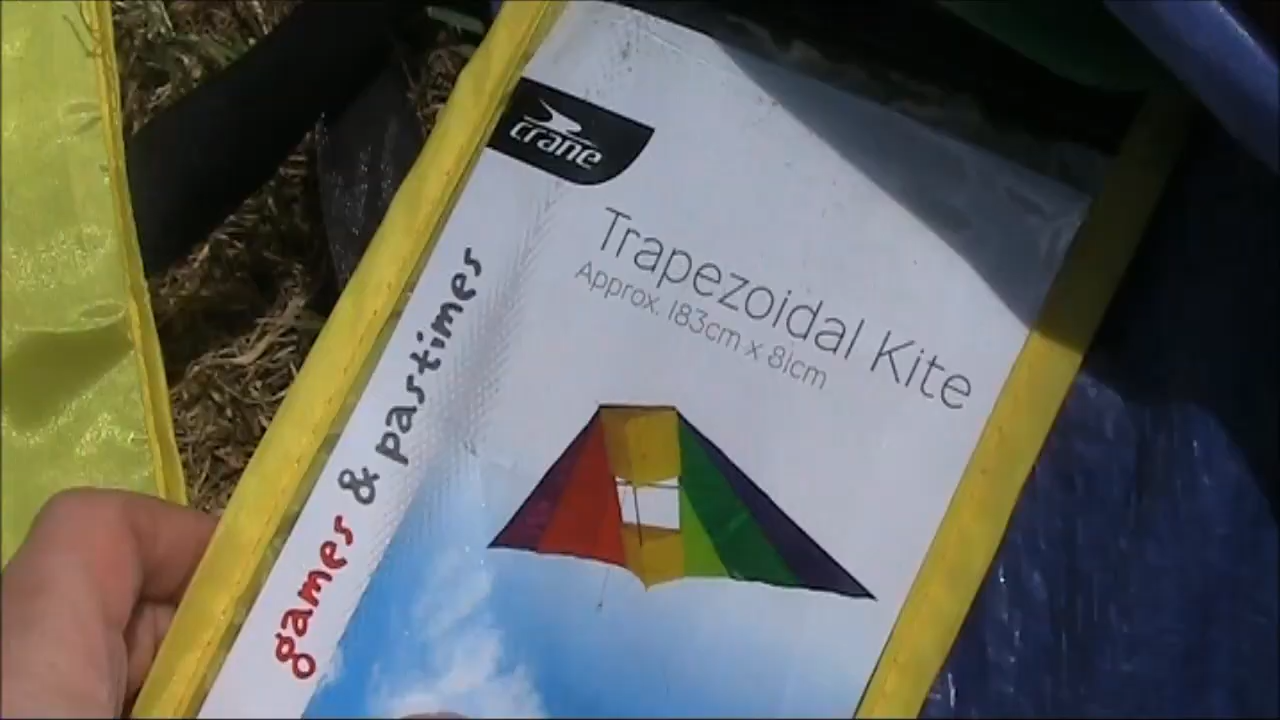 crane
Trapezoidal Kite
Approx. 183cm x 81cm
games & pastimes